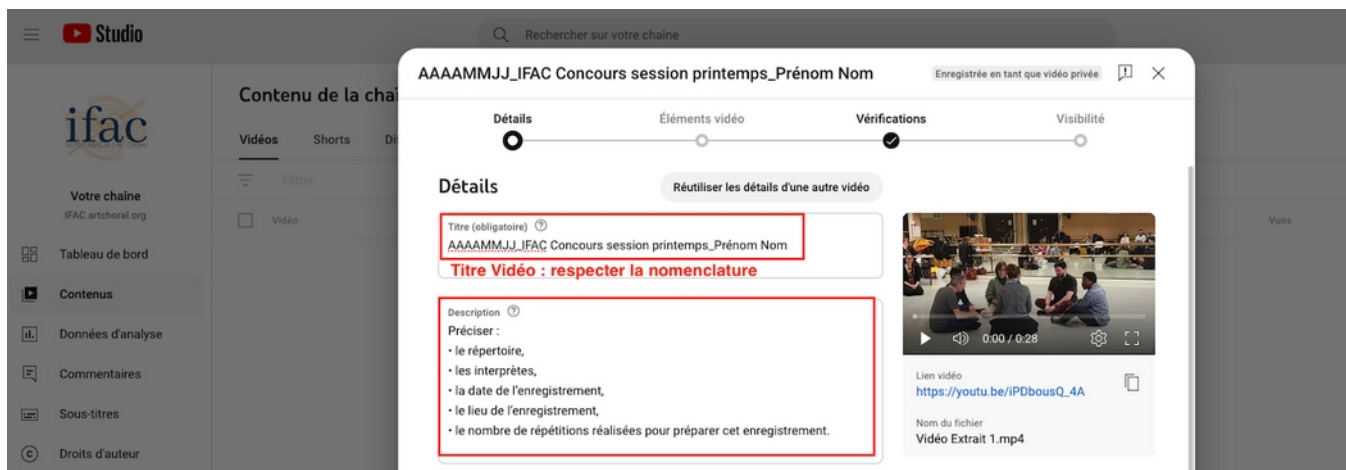 Studio
Rechercher sur votre chaîne
ifac
Votre chaîne
IFAC artchoral.org
Tableau de bord
Contenus
Données d'analyse
Commentaires
Sous-titres
Droits d'auteur
Contenu de la chaî
Vidéos Shorts Di
Filtrer
Vidéo
Vues
AAAAMMJJ_IFAC Concours session printemps_Prénom Nom
Enregistrée en tant que vidéo privée
Détails Éléments vidéo Vérifications Visibilité
Détails
Réutiliser les détails d'une autre vidéo
Titre (obligatoire)
AAAAMMJJ_IFAC Concours session printemps_Prénom Nom
Titre Vidéo : respecter la nomenclature
Description
Préciser :
• le répertoire,
• les interprètes,
• la date de l'enregistrement,
• le lieu de l'enregistrement,
• le nombre de répétitions réalisées pour préparer cet enregistrement.
0:00 / 0:28
Lien vidéo
https://youtu.be/iPDbousQ_4A
Nom du fichier
Vidéo Extrait 1.mp4